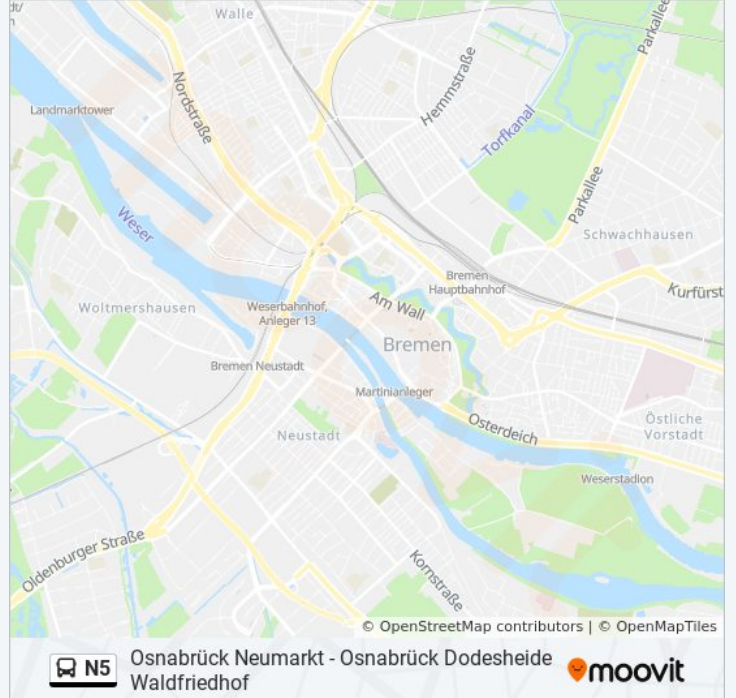 dt/
Walle
Parkallee
Nordstraße
Hemmstraße
Landmarktower
Torfkanal
Parkallee
Weser
Schwachhausen
Bremen
Hauptbahnhof
Kurfürst
Woltmershausen
Weserbahnhof,
Anleger 13
Am Wall
Bremen
Bremen Neustadt
Martinianleger
Neustadt
Osterdeich
Östliche
Vorstadt
Weserstadion
Oldenburger Straße
Kornstraße
© OpenStreetMap contributors | © OpenMapTiles
N5
Osnabrück Neumarkt - Osnabrück Dodesheide
Waldfriedhof
moovit